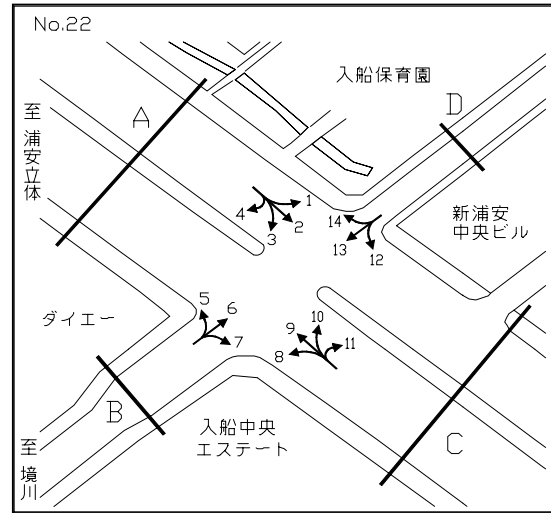 No.22
入船保育園
D
A
至
浦安立体
新浦安
中央ビル
1
2
3
4
14
13
12
ダイエー
5
6
7
8
9
10
11
B
C
入船中央
エステート
至
境川